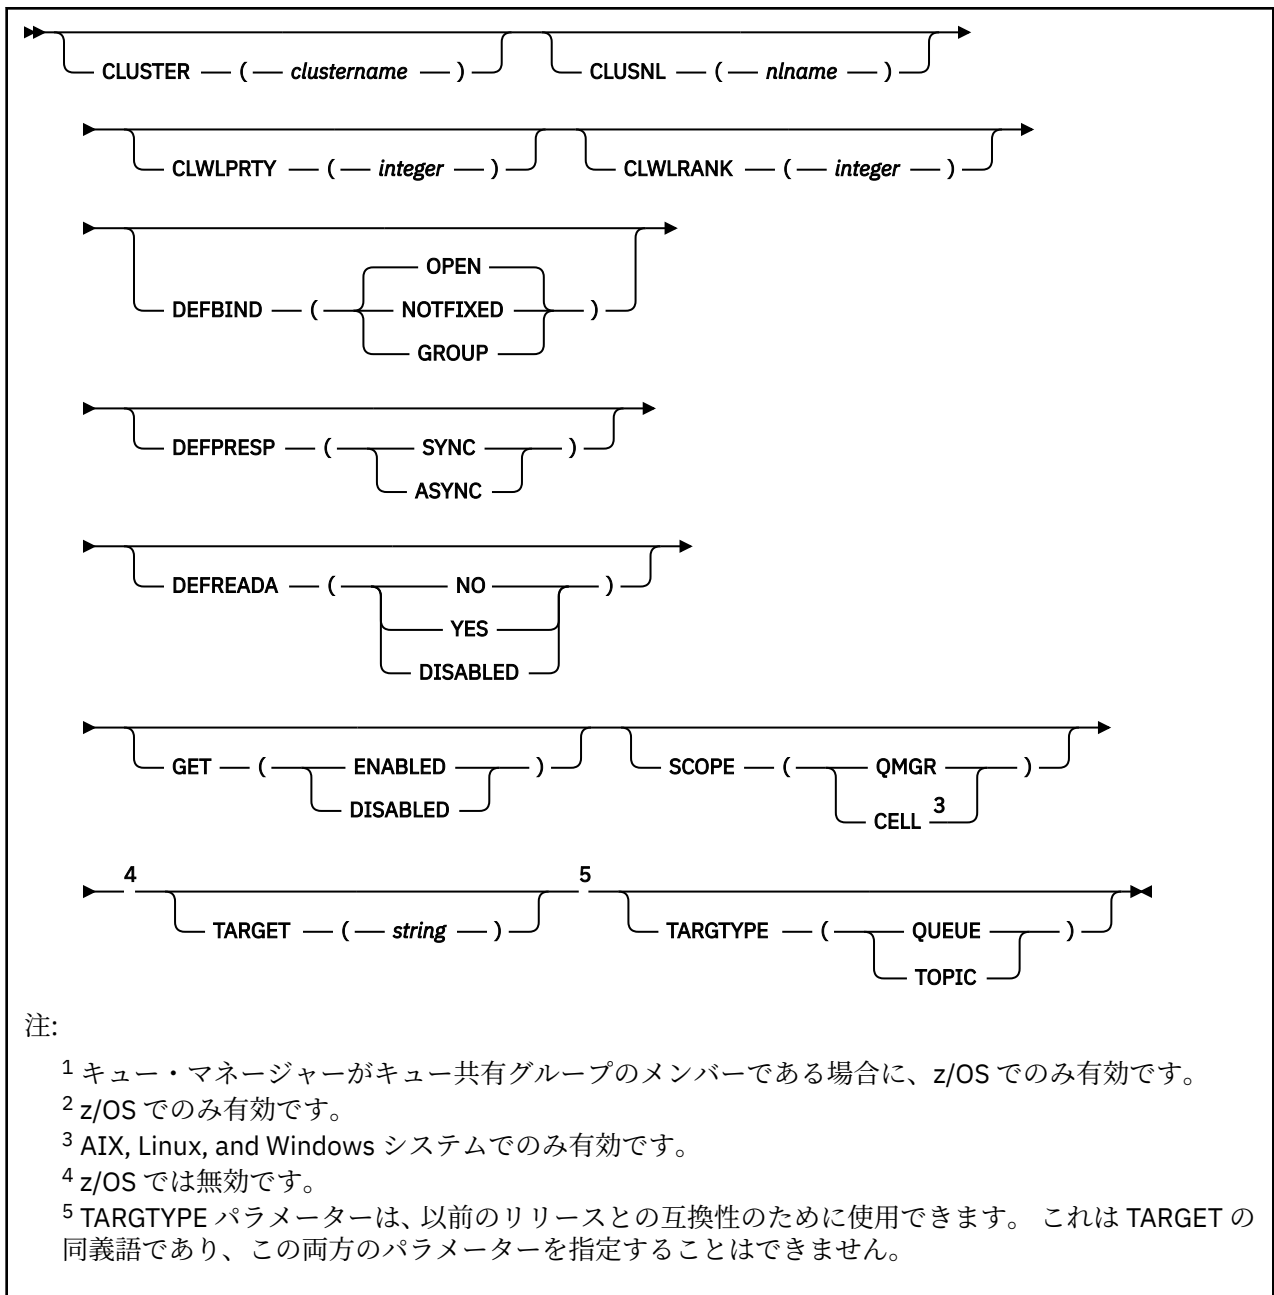 CLUSTER ( clustername ) CLUSNL ( nlname )
CLWLPRTY ( integer ) CLWLRANK ( integer )
OPEN
DEFBIND ( NOTFIXED )
GROUP
DEFPRESP ( SYNC )
ASYNC
DEFREADA ( NO )
YES
DISABLED
GET ( ENABLED ) SCOPE ( QMGR )
DISABLED CELL 3
4 5
TARGET ( string ) TARGTYPE ( QUEUE )
TOPIC
注:
1 キュー・マネージャーがキュー共有グループのメンバーである場合に、z/OS でのみ有効です。
2 z/OS でのみ有効です。
3 AIX, Linux, and Windows システムでのみ有効です。
4 z/OS では無効です。
5 TARGTYPE パラメーターは、以前のリリースとの互換性のために使用できます。 これは TARGET の
同義語であり、この両方のパラメーターを指定することはできません。